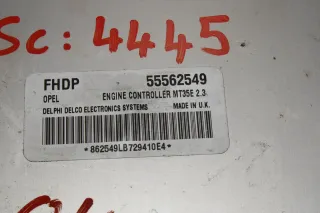 Sc: 4445
FHDP 55562549
OPEL ENGINE CONTROLLER MT35E 2.3
DELPHI DELCO ELECTRONICS SYSTEMS MADE IN U.K.
*862549LB729410E4*